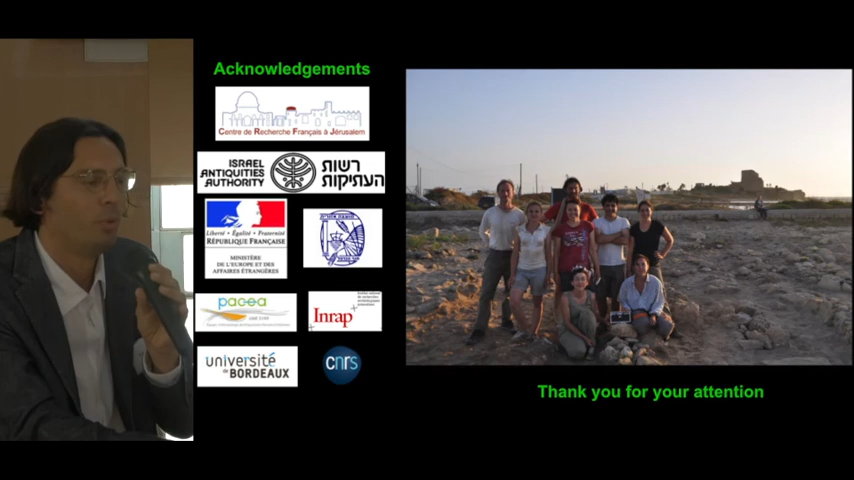 Acknowledgements
Centre de Recherche Français à Jérusalem
ISRAEL
ANTIQUITIES
AUTHORITY
רשות
העתיקות
Liberté • Égalité • Fraternité
RÉPUBLIQUE FRANÇAISE
MINISTÈRE
DE L'EUROPE ET DES
AFFAIRES ÉTRANGÈRES
pacea
Inrap
université
de BORDEAUX
cnrs
Thank you for your attention